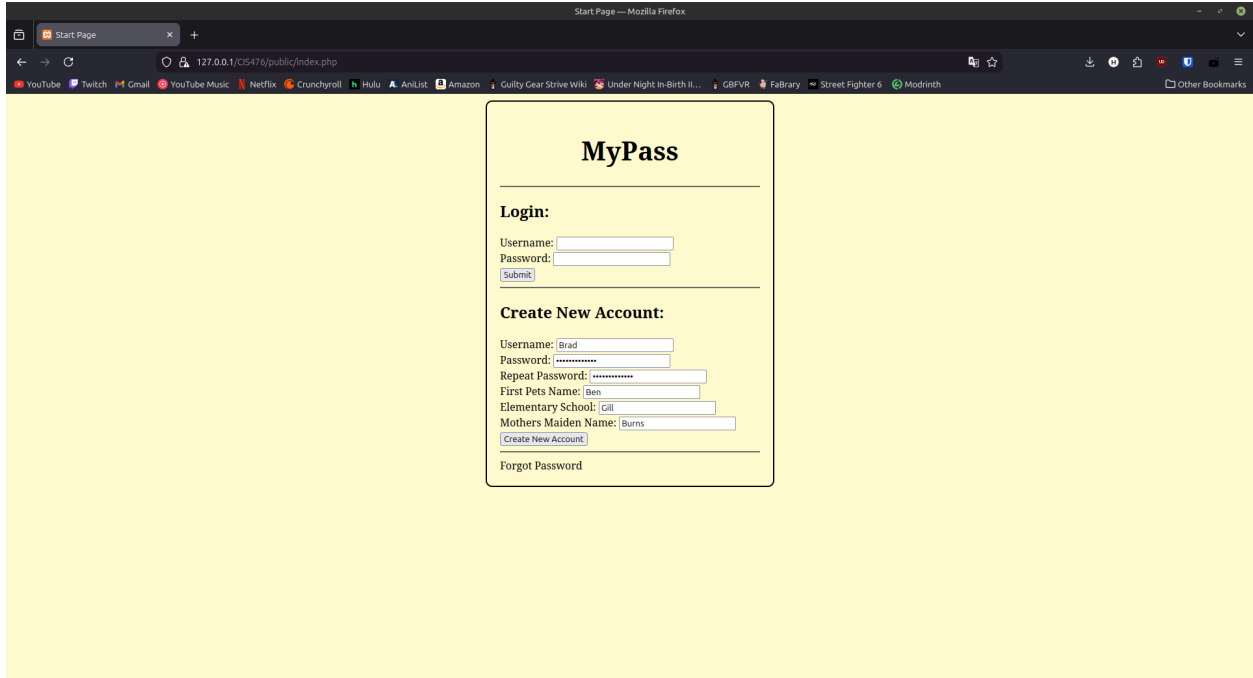 Start Page — Mozilla Firefox
Start Page
127.0.0.1/CIS476/public/index.php
YouTube Twitch Gmail YouTube Music Netflix Crunchyroll Hulu AniList Amazon Guilty Gear Strive Wiki Under Night In-Birth II... GBFVR FaBrary Street Fighter 6 Modrinth Other Bookmarks
MyPass
Login:
Username:
Password:
Submit
Create New Account:
Username: Brad
Password: •••••••••••••
Repeat Password: •••••••••••••
First Pets Name: Ben
Elementary School: Gill
Mothers Maiden Name: Burns
Create New Account
Forgot Password